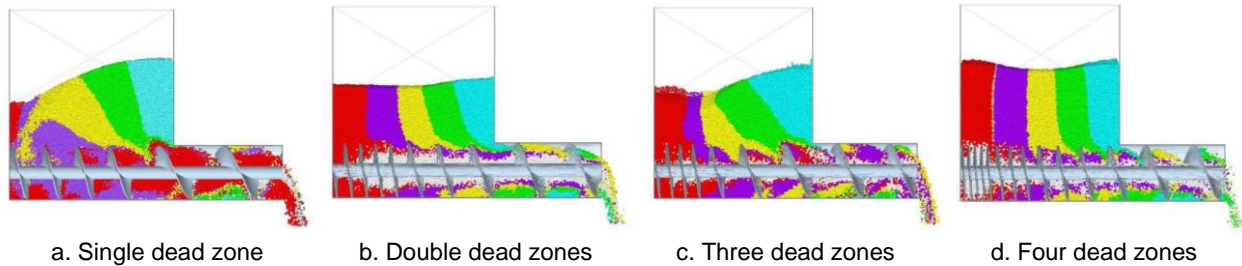 a. Single dead zone
b. Double dead zones
c. Three dead zones
d. Four dead zones